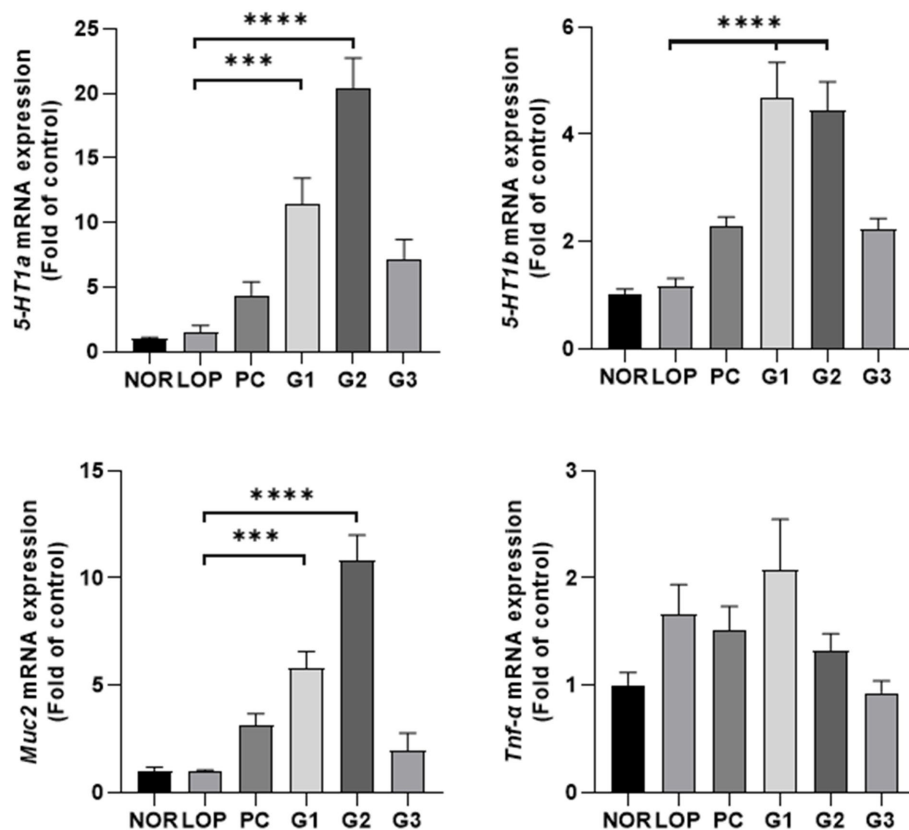 5-HT1a mRNA expression
(Fold of control)
25
20
15
10
5
0
****
***
NOR LOP PC G1 G2 G3
5-HT1b mRNA expression
(Fold of control)
6
4
2
0
****
NOR LOP PC G1 G2 G3
Muc2 mRNA expression
(Fold of control)
15
10
5
0
****
***
NOR LOP PC G1 G2 G3
Tnf-α mRNA expression
(Fold of control)
3
2
1
0
NOR LOP PC G1 G2 G3